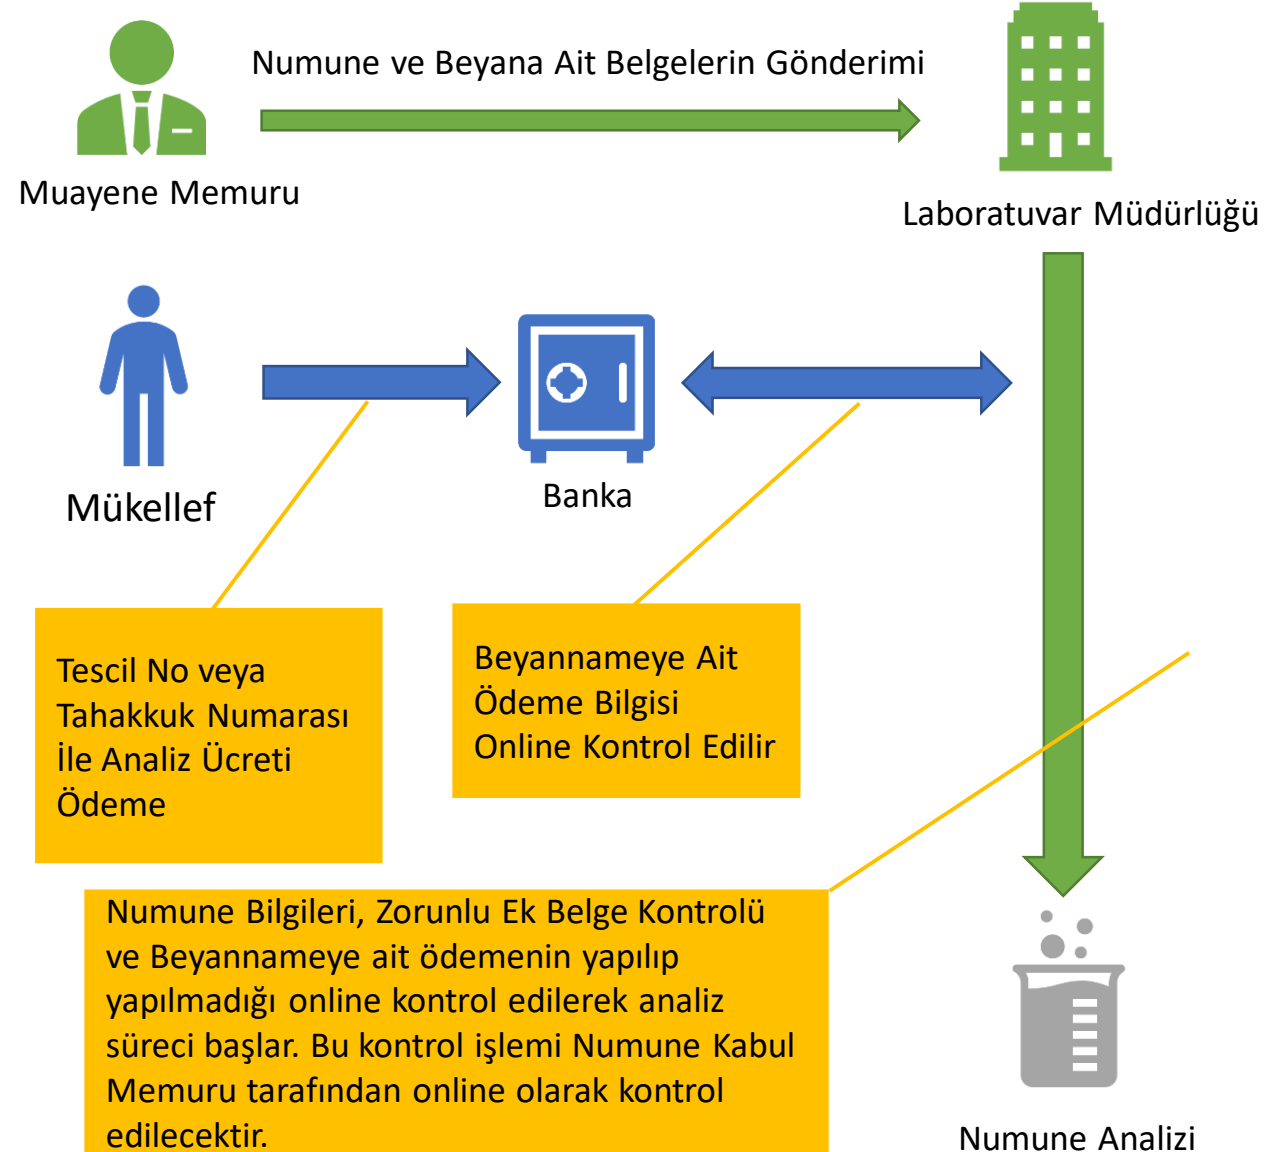 Numune ve Beyana Ait Belgelerin Gönderimi
Muayene Memuru
Laboratuvar Müdürlüğü
Mükellef
Banka
Tescil No veya
Tahakkuk Numarası
İle Analiz Ücreti
Ödeme
Beyannameye Ait
Ödeme Bilgisi
Online Kontrol Edilir
Numune Bilgileri, Zorunlu Ek Belge Kontrolü
ve Beyannameye ait ödemenin yapılıp
yapılmadığı online kontrol edilerek analiz
süreci başlar. Bu kontrol işlemi Numune Kabul
Memuru tarafından online olarak kontrol
edilecektir.
Numune Analizi